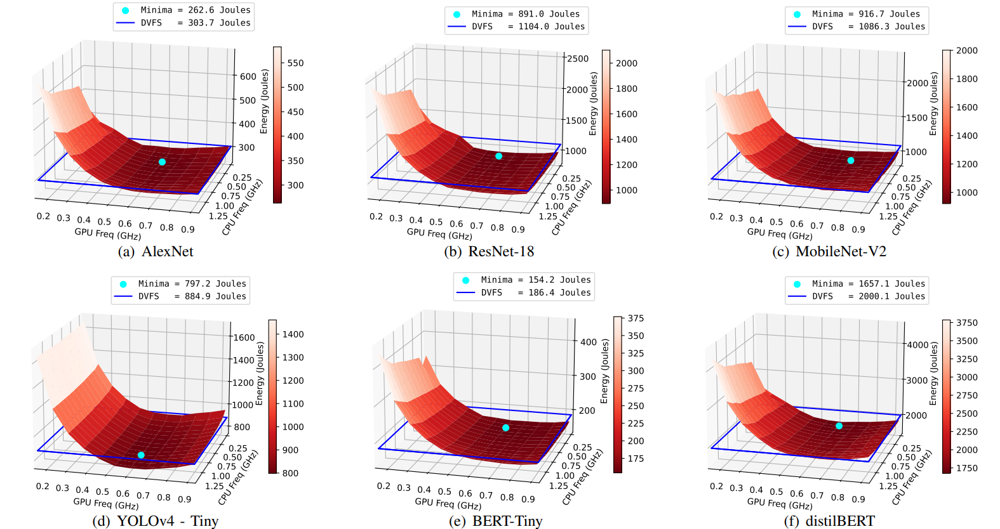 Minima = 262.6 Joules
DVFS = 303.7 Joules
600
500
400
300
Energy (Joules)
550
500
450
400
350
300
0.2 0.3 0.4 0.5 0.6 0.7 0.8 0.9
GPU Freq (GHz)
0.25
0.50
0.75
1.00
1.25
CPU Freq (GHz)
(a) AlexNet
Minima = 891.0 Joules
DVFS = 1104.0 Joules
2500
2000
1500
1000
Energy (Joules)
2000
1800
1600
1400
1200
1000
0.2 0.3 0.4 0.5 0.6 0.7 0.8 0.9
GPU Freq (GHz)
0.25
0.50
0.75
1.00
1.25
CPU Freq (GHz)
(b) ResNet-18
Minima = 916.7 Joules
DVFS = 1086.3 Joules
2000
1500
1000
Energy (Joules)
2000
1800
1600
1400
1200
1000
0.2 0.3 0.4 0.5 0.6 0.7 0.8 0.9
GPU Freq (GHz)
0.25
0.50
0.75
1.00
1.25
CPU Freq (GHz)
(c) MobileNet-V2
Minima = 797.2 Joules
DVFS = 884.9 Joules
1600
1400
1200
1000
800
Energy (Joules)
1400
1300
1200
1100
1000
900
800
0.2 0.3 0.4 0.5 0.6 0.7 0.8 0.9
GPU Freq (GHz)
0.25
0.50
0.75
1.00
1.25
CPU Freq (GHz)
(d) YOLOv4 - Tiny
Minima = 154.2 Joules
DVFS = 186.4 Joules
400
300
200
Energy (Joules)
375
350
325
300
275
250
225
200
175
0.2 0.3 0.4 0.5 0.6 0.7 0.8 0.9
GPU Freq (GHz)
0.25
0.50
0.75
1.00
1.25
CPU Freq (GHz)
(e) BERT-Tiny
Minima = 1657.1 Joules
DVFS = 2000.1 Joules
4000
3000
2000
Energy (Joules)
3750
3500
3250
3000
2750
2500
2250
2000
1750
0.2 0.3 0.4 0.5 0.6 0.7 0.8 0.9
GPU Freq (GHz)
0.25
0.50
0.75
1.00
1.25
CPU Freq (GHz)
(f) distilBERT